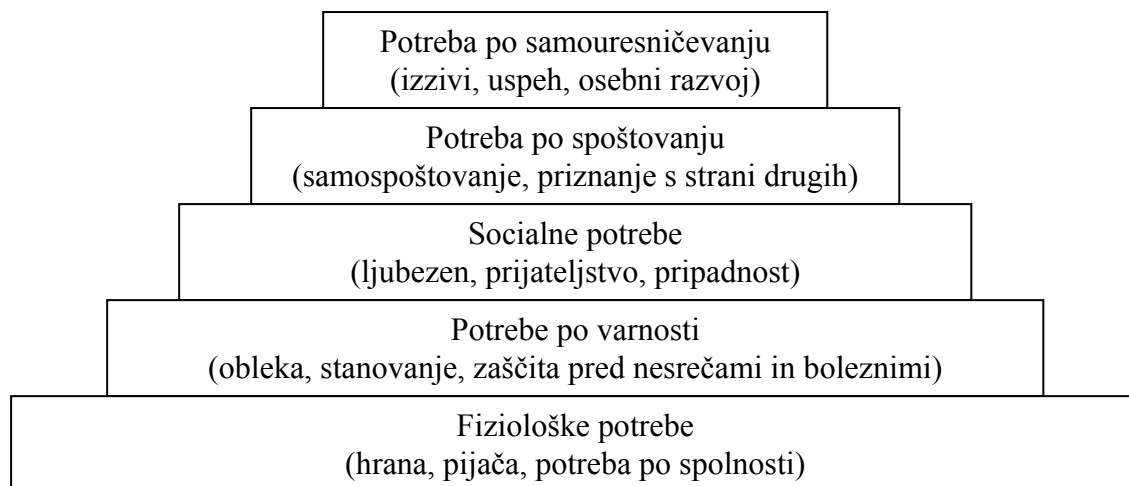 Potreba po samouresničevanju
(izzivi, uspeh, osebni razvoj)
Potreba po spoštovanju
(samospoštovanje, priznanje s strani drugih)
Socialne potrebe
(ljubezen, prijateljstvo, pripadnost)
Potrebe po varnosti
(obleka, stanovanje, zaščita pred nesrečami in boleznimi)
Fiziološke potrebe
(hrana, pijača, potreba po spolnosti)